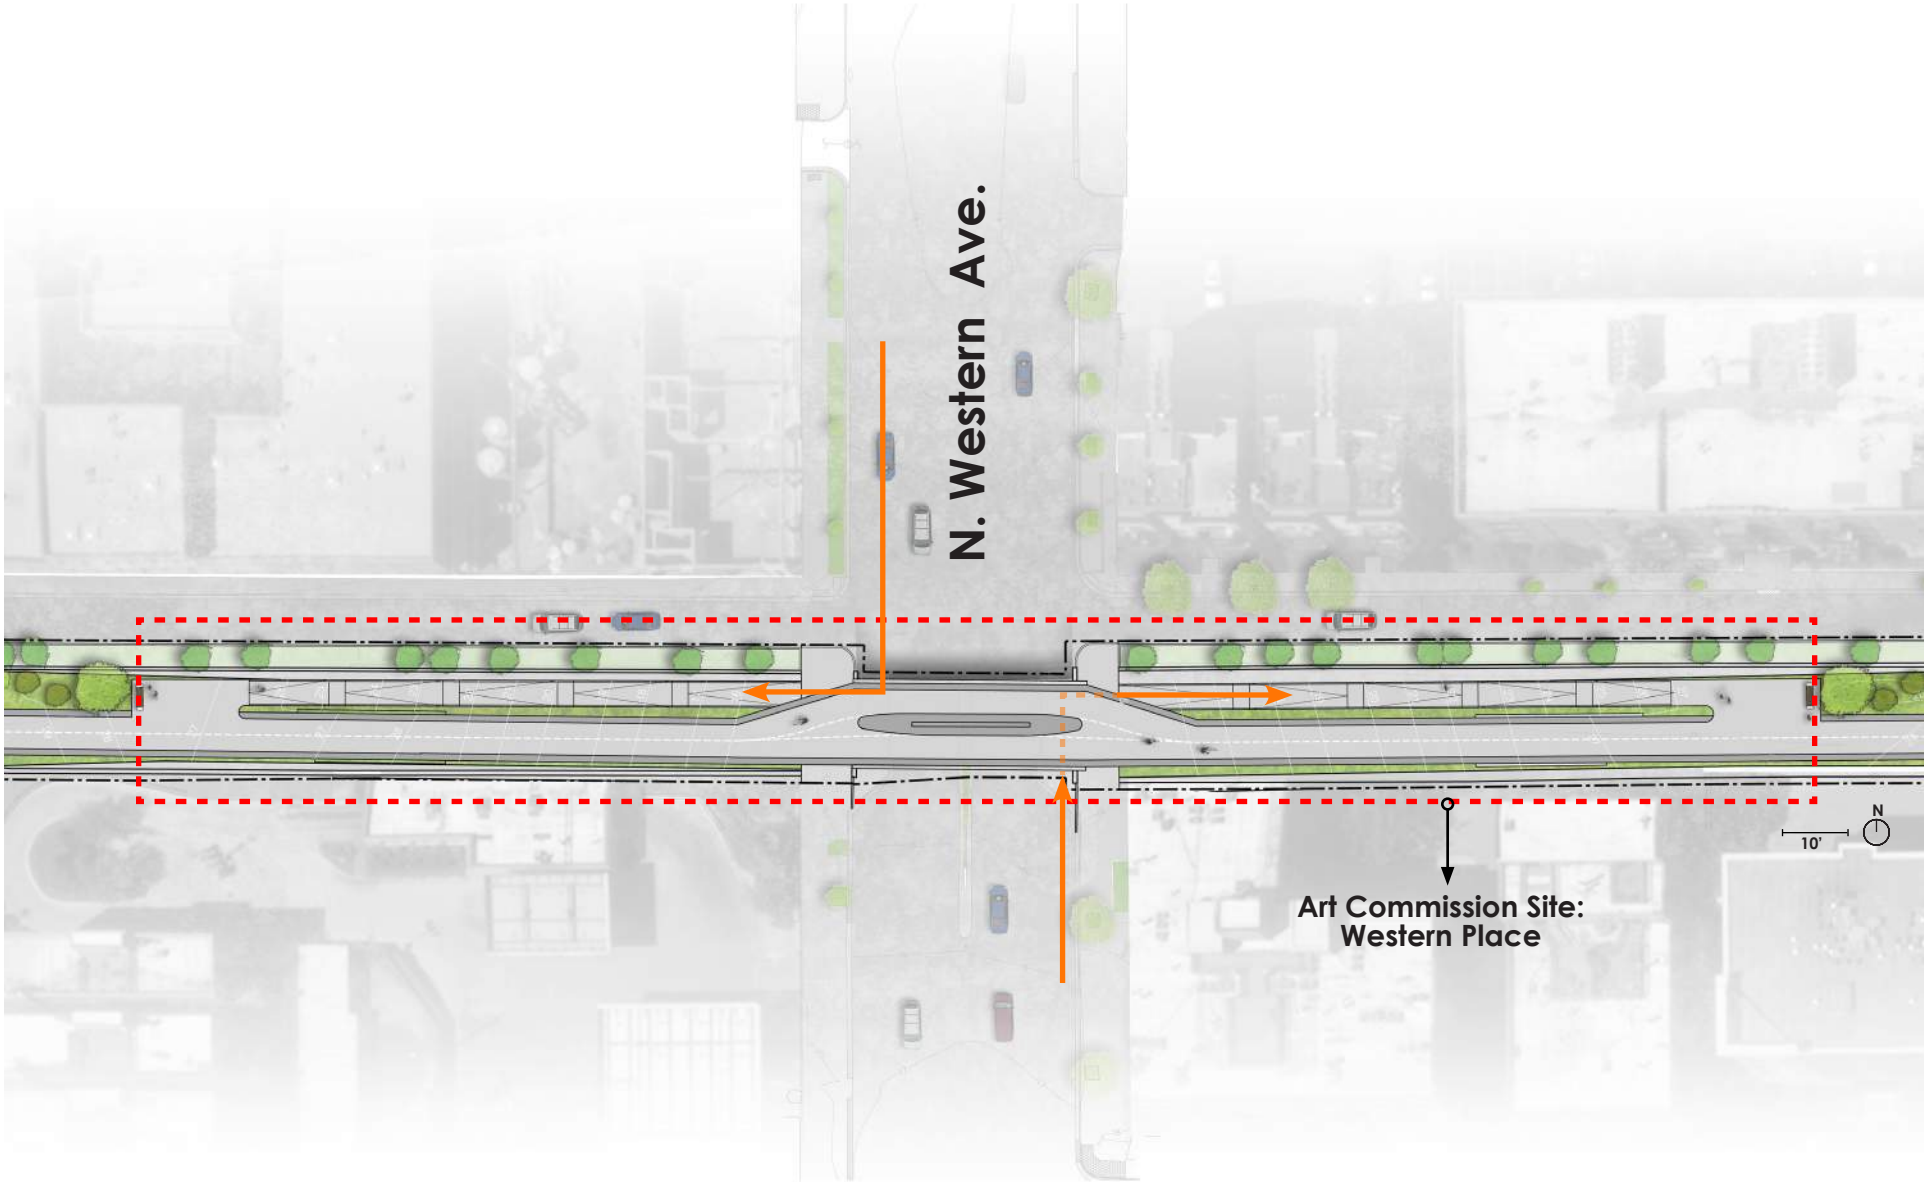 N. Western Ave.
N
10'
Art Commission Site:
Western Place